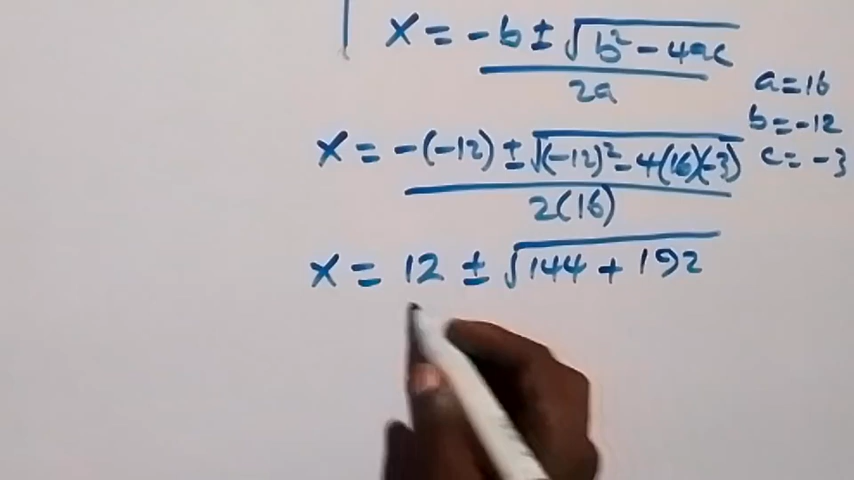 x = -b ± √b² - 4ac
2a
a = 16
b = -12
c = -3
x = -(-12) ± √(-12)² - 4(16)(-3)
2(16)
x = 12 ± √144 + 192